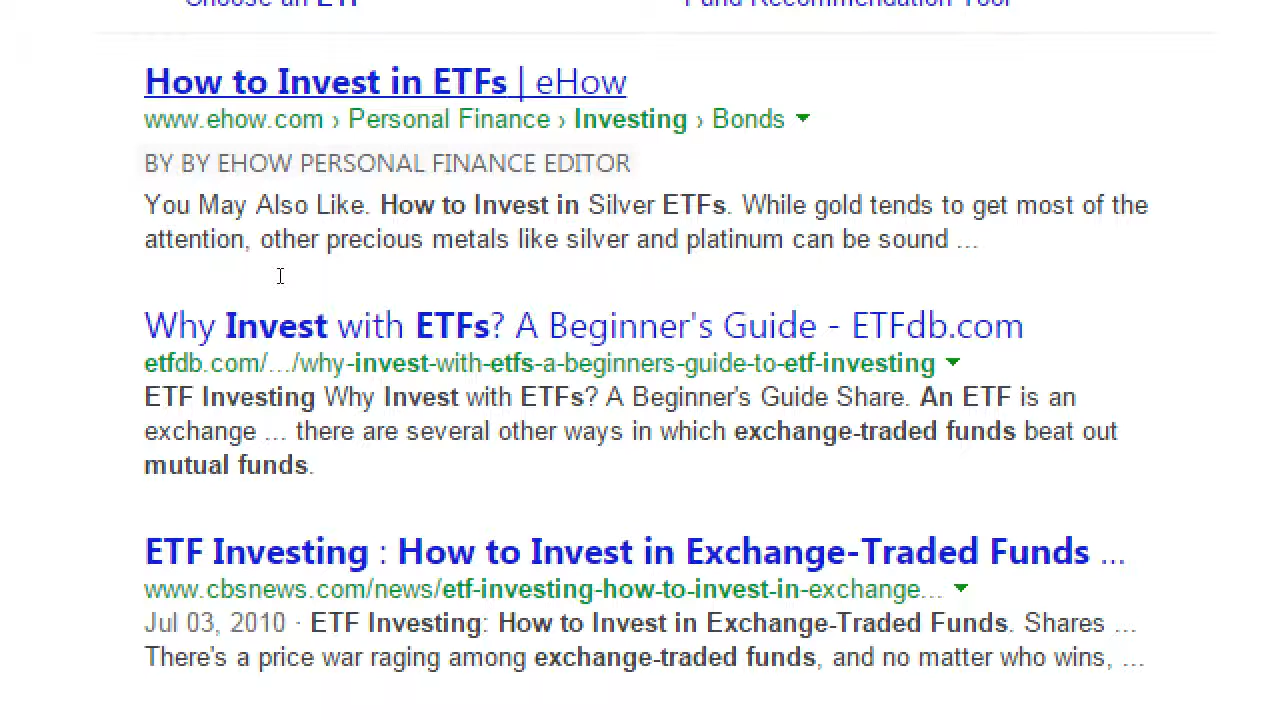 Choose an ETF
Fund Recommendation Tool
How to Invest in ETFs | eHow
www.ehow.com › Personal Finance › Investing › Bonds
BY BY EHOW PERSONAL FINANCE EDITOR
You May Also Like. How to Invest in Silver ETFs. While gold tends to get most of the
attention, other precious metals like silver and platinum can be sound ...
Why Invest with ETFs? A Beginner's Guide - ETFdb.com
etfdb.com/.../why-invest-with-etfs-a-beginners-guide-to-etf-investing
ETF Investing Why Invest with ETFs? A Beginner's Guide Share. An ETF is an
exchange ... there are several other ways in which exchange-traded funds beat out
mutual funds.
ETF Investing : How to Invest in Exchange-Traded Funds ...
www.cbsnews.com/news/etf-investing-how-to-invest-in-exchange...
Jul 03, 2010 · ETF Investing: How to Invest in Exchange-Traded Funds. Shares ...
There's a price war raging among exchange-traded funds, and no matter who wins, ...